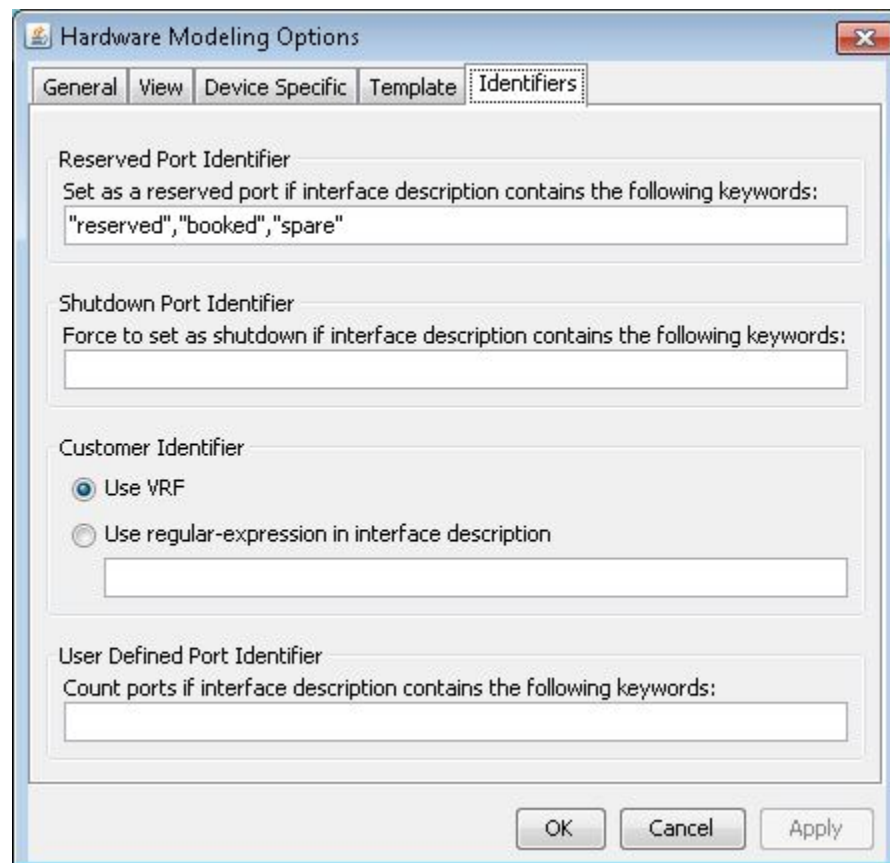 Hardware Modeling Options
General View Device Specific Template Identifiers
Reserved Port Identifier
Set as a reserved port if interface description contains the following keywords:
"reserved","booked","spare"
Shutdown Port Identifier
Force to set as shutdown if interface description contains the following keywords:
Customer Identifier
Use VRF
Use regular-expression in interface description
User Defined Port Identifier
Count ports if interface description contains the following keywords:
OK Cancel Apply